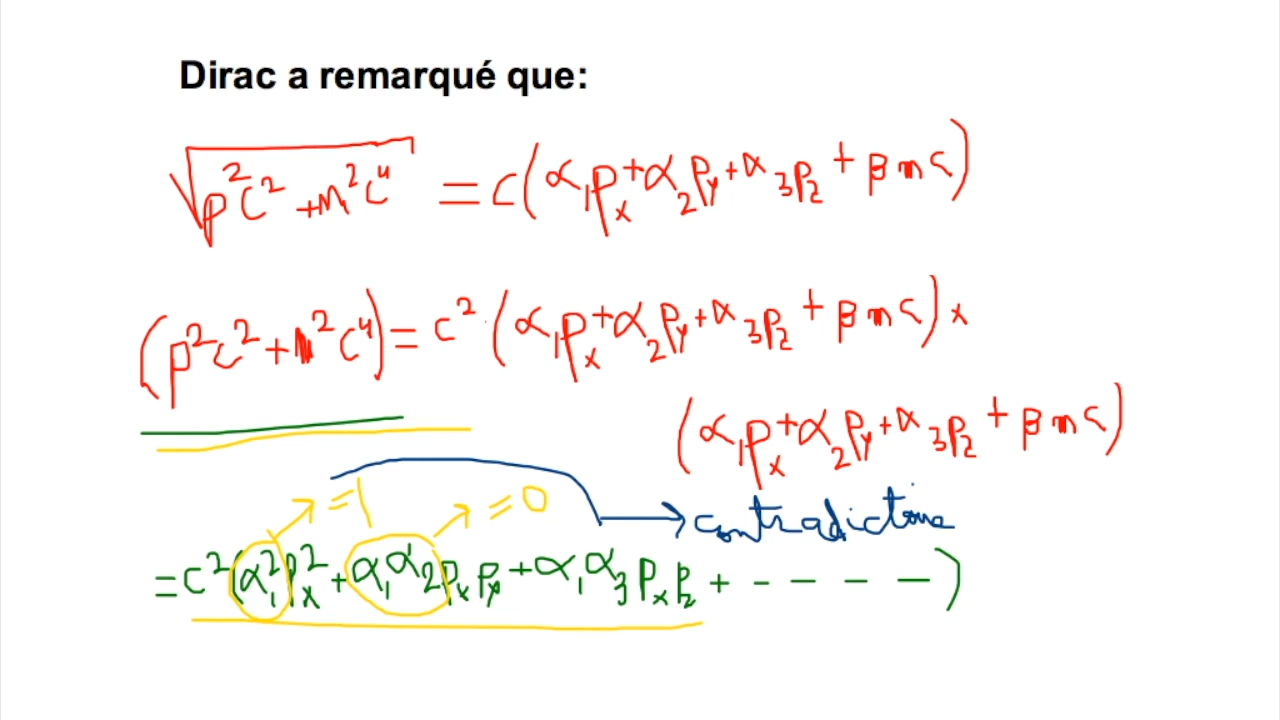 Dirac a remarqué que:
√(p²c² + m²c⁴) = c(α₁pₓ + α₂p_y + α₃p_z + βmc)
(p²c² + m²c⁴) = c²(α₁pₓ + α₂p_y + α₃p_z + βmc) ×
(α₁pₓ + α₂p_y + α₃p_z + βmc)
=1 =0 → contradictoire
= c²(α₁²pₓ² + α₁α₂pₓp_y + α₁α₃pₓp_z + - - - -)